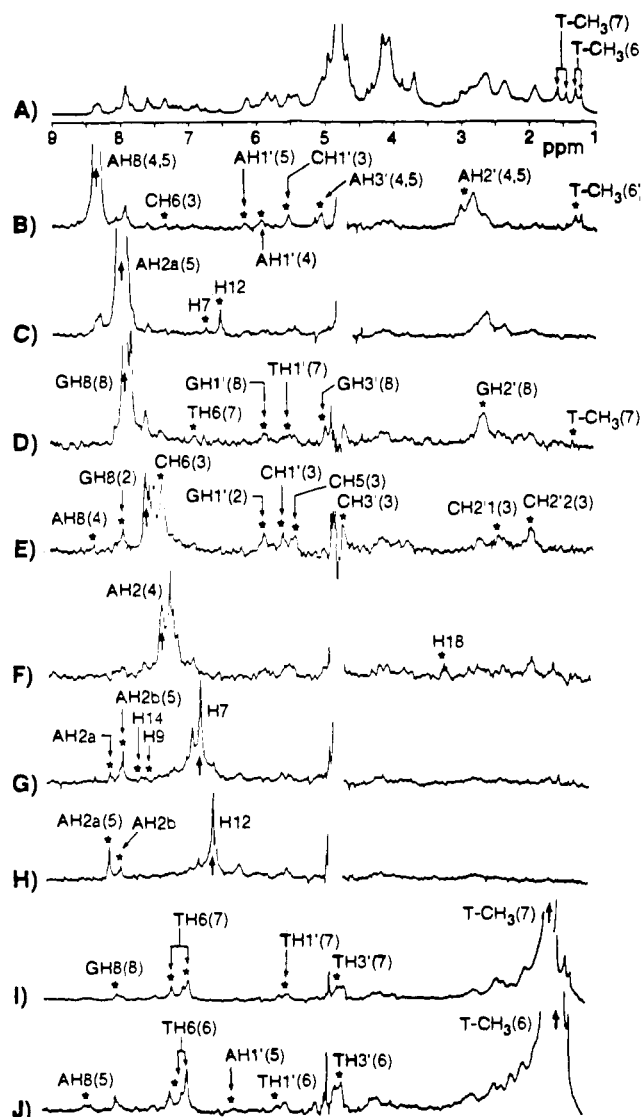 T-CH₃(7)
T-CH₃(6
A)
9 8 7 6 5 4 3 2 1
ppm
AH8(4,5)
AH1'(5)
CH1'(3)
AH3'(4,5)
AH2'(4,5)
CH6(3)
T-CH₃(6)
B)
AH1'(4)
AH2a(5)
H12
H7
C)
GH8(8)
GH1'(8)
TH1'(7)
GH3'(8)
GH2'(8)
TH6(7)
T-CH₃(7)
D)
CH6(3)
GH8(2)
GH1'(2)
CH1'(3)
CH5(3)
CH3'(3)
CH2'1(3)
CH2'2(3)
AH8(4)
E)
AH2(4)
H18
F)
AH2b(5)
AH2a
H14
H9
H7
G)
AH2a(5)
AH2b
H12
H)
TH6(7)
GH8(8)
TH1'(7)
TH3'(7)
T-CH₃(7)
I)
TH6(6)
AH8(5)
AH1'(5)
TH1'(6)
TH3'(6)
T-CH₃(6)
J)